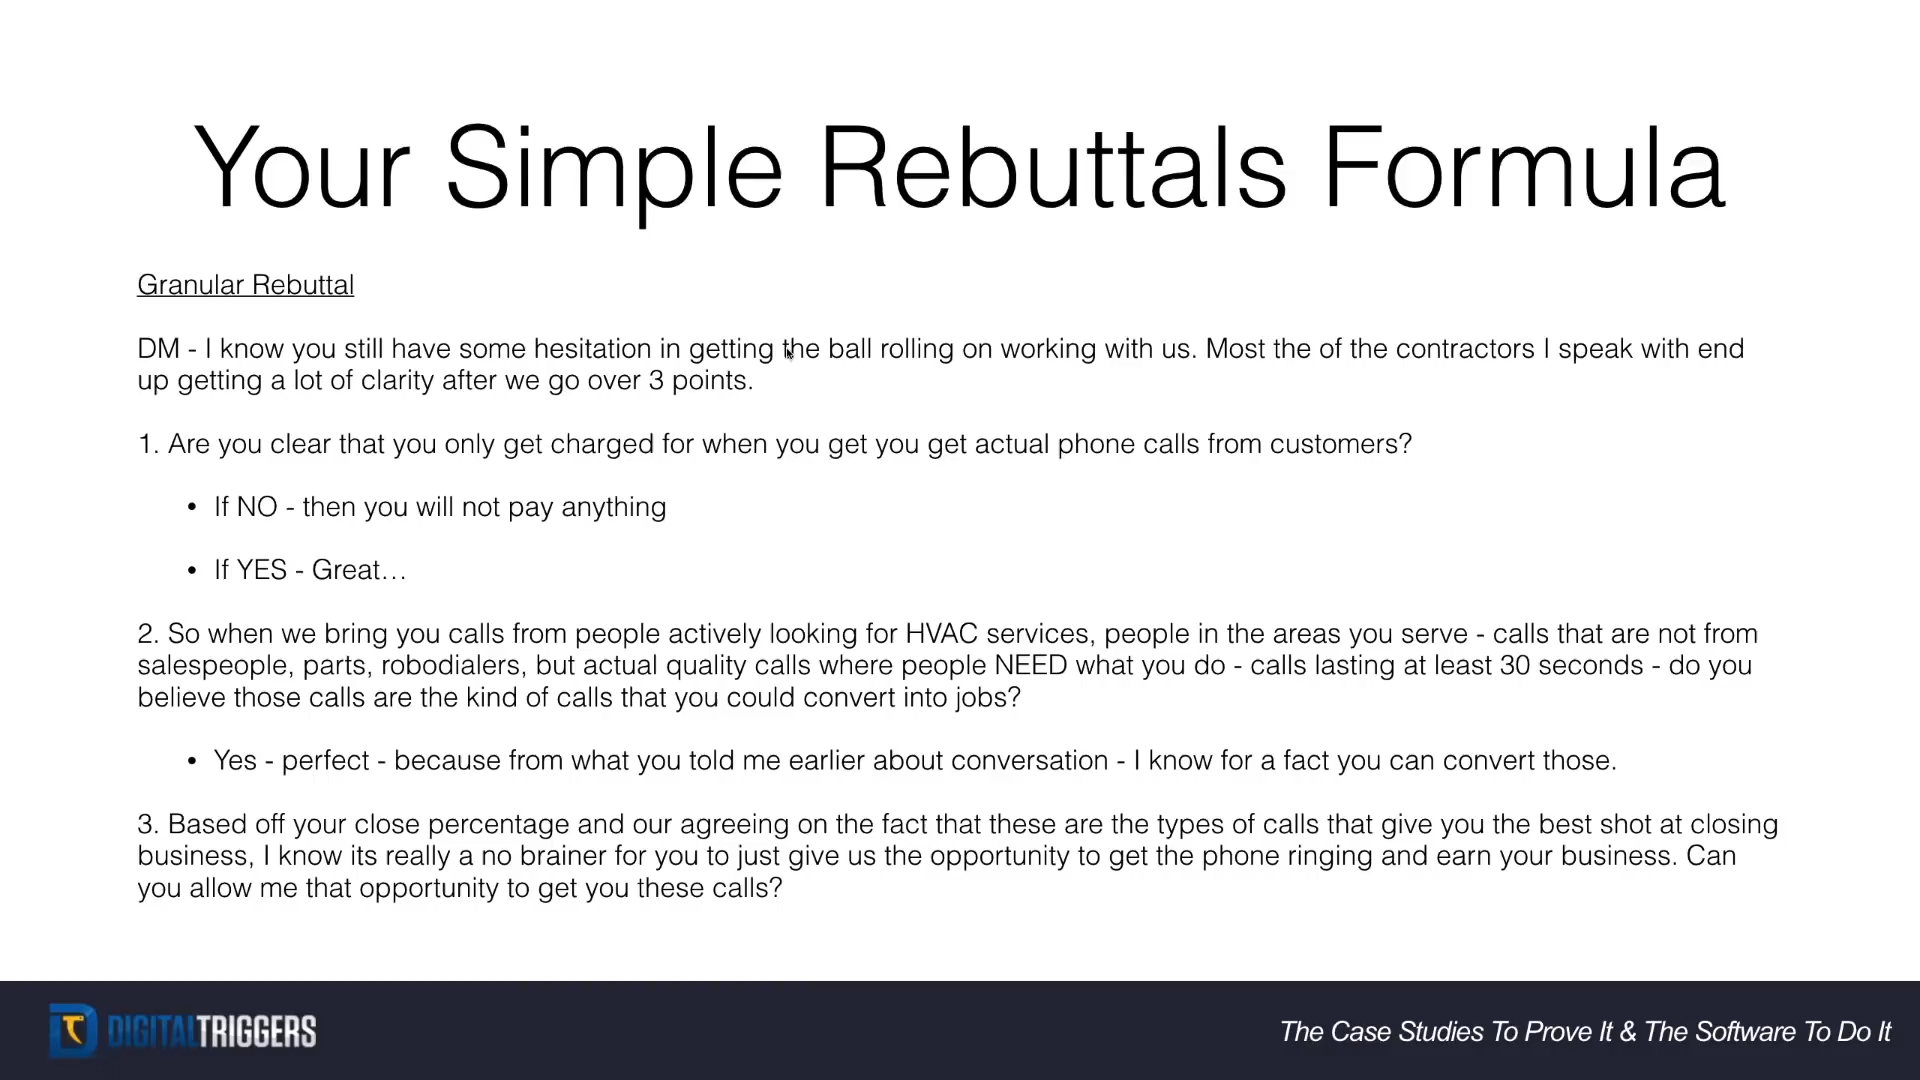 Your Simple Rebuttals Formula
Granular Rebuttal
DM - I know you still have some hesitation in getting the ball rolling on working with us. Most the of the contractors I speak with end
up getting a lot of clarity after we go over 3 points.
1. Are you clear that you only get charged for when you get you get actual phone calls from customers?
• If NO - then you will not pay anything
• If YES - Great…
2. So when we bring you calls from people actively looking for HVAC services, people in the areas you serve - calls that are not from
salespeople, parts, robodialers, but actual quality calls where people NEED what you do - calls lasting at least 30 seconds - do you
believe those calls are the kind of calls that you could convert into jobs?
• Yes - perfect - because from what you told me earlier about conversation - I know for a fact you can convert those.
3. Based off your close percentage and our agreeing on the fact that these are the types of calls that give you the best shot at closing
business, I know its really a no brainer for you to just give us the opportunity to get the phone ringing and earn your business. Can
you allow me that opportunity to get you these calls?
DIGITALTRIGGERS
The Case Studies To Prove It & The Software To Do It